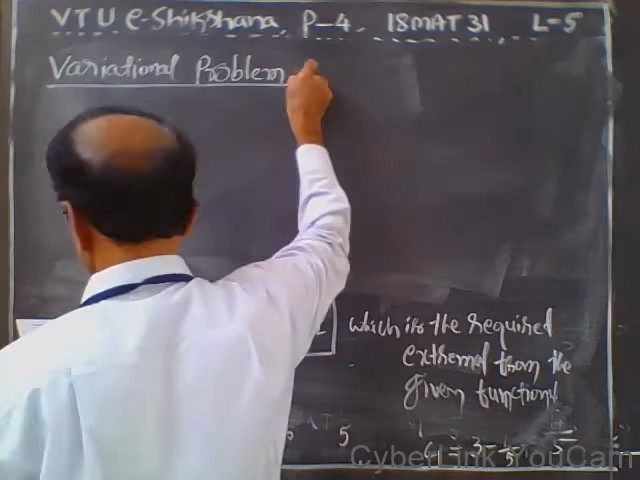 VTU e-Shikshana, P-4, 18MAT31 L-5
Variational Problem
which is the required
extremal from the
given functional
5
CyberLink YouCam